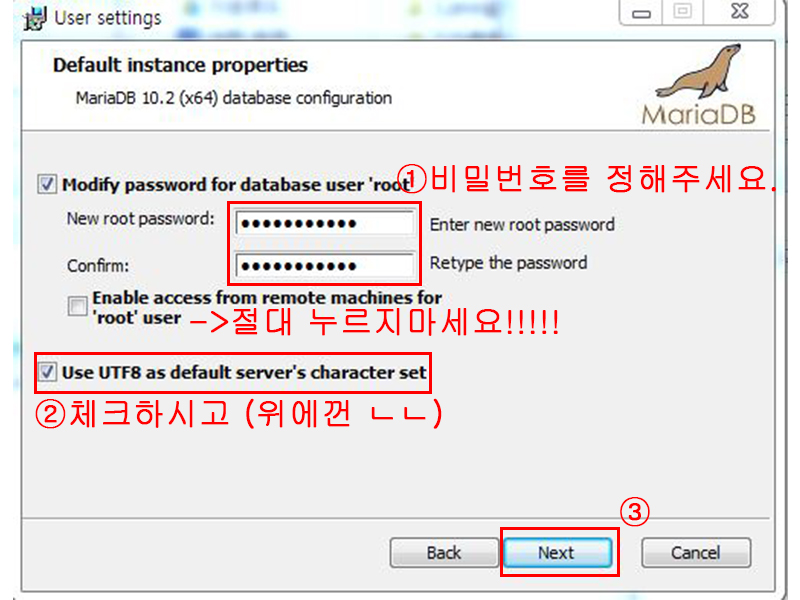 User settings
Default instance properties
MariaDB 10.2 (x64) database configuration
MariaDB
Modify password for database user 'root'
①비밀번호를 정해주세요.
New root password:
●●●●●●●●●●●
Enter new root password
Confirm:
●●●●●●●●●●●
Retype the password
Enable access from remote machines for
'root' user
->절대 누르지마세요!!!!!
Use UTF8 as default server's character set
②체크하시고 (위에껀 ㄴㄴ)
③
Back
Next
Cancel